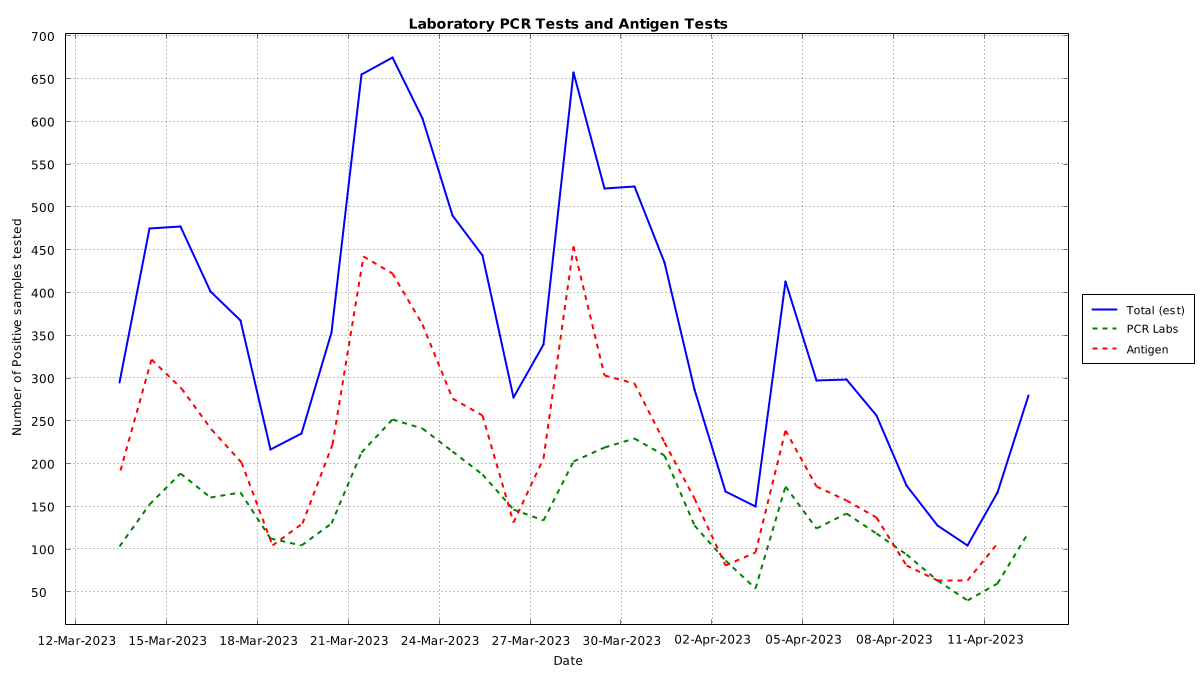 Laboratory PCR Tests and Antigen Tests
700
650
600
550
500
450
400
350
300
250
200
150
100
50
Number of Positive samples tested
12-Mar-2023 15-Mar-2023 18-Mar-2023 21-Mar-2023 24-Mar-2023 27-Mar-2023 30-Mar-2023 02-Apr-2023 05-Apr-2023 08-Apr-2023 11-Apr-2023
Date
Total (est)
PCR Labs
Antigen